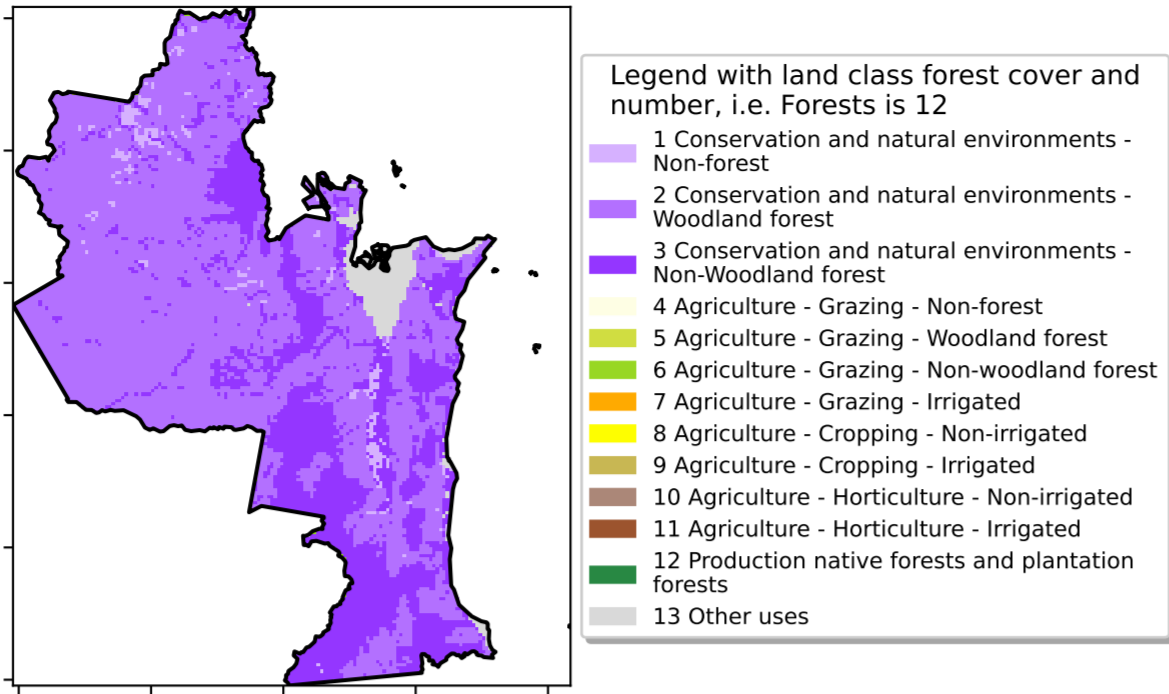 Legend with land class forest cover and
number, i.e. Forests is 12
1 Conservation and natural environments -
Non-forest
2 Conservation and natural environments -
Woodland forest
3 Conservation and natural environments -
Non-Woodland forest
4 Agriculture - Grazing - Non-forest
5 Agriculture - Grazing - Woodland forest
6 Agriculture - Grazing - Non-woodland forest
7 Agriculture - Grazing - Irrigated
8 Agriculture - Cropping - Non-irrigated
9 Agriculture - Cropping - Irrigated
10 Agriculture - Horticulture - Non-irrigated
11 Agriculture - Horticulture - Irrigated
12 Production native forests and plantation
forests
13 Other uses